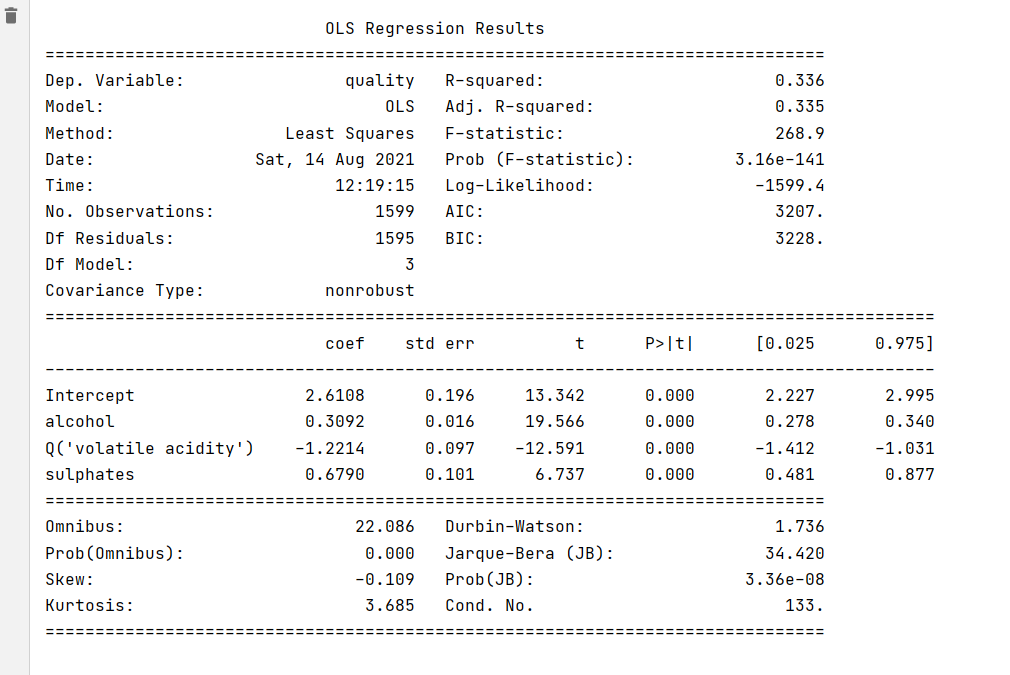 OLS Regression Results
==============================================================================
Dep. Variable:                quality   R-squared:                       0.336
Model:                            OLS   Adj. R-squared:                  0.335
Method:                 Least Squares   F-statistic:                     268.9
Date:                Sat, 14 Aug 2021   Prob (F-statistic):          3.16e-141
Time:                        12:19:15   Log-Likelihood:                -1599.4
No. Observations:                1599   AIC:                             3207.
Df Residuals:                    1595   BIC:                             3228.
Df Model:                           3
Covariance Type:            nonrobust
=========================================================================================
                            coef    std err          t      P>|t|      [0.025      0.975]
-----------------------------------------------------------------------------------------
Intercept                 2.6108      0.196     13.342      0.000       2.227       2.995
alcohol                   0.3092      0.016     19.566      0.000       0.278       0.340
Q('volatile acidity')    -1.2214      0.097    -12.591      0.000      -1.412      -1.031
sulphates                 0.6790      0.101      6.737      0.000       0.481       0.877
==============================================================================
Omnibus:                       22.086   Durbin-Watson:                   1.736
Prob(Omnibus):                  0.000   Jarque-Bera (JB):               34.420
Skew:                          -0.109   Prob(JB):                     3.36e-08
Kurtosis:                       3.685   Cond. No.                         133.
==============================================================================